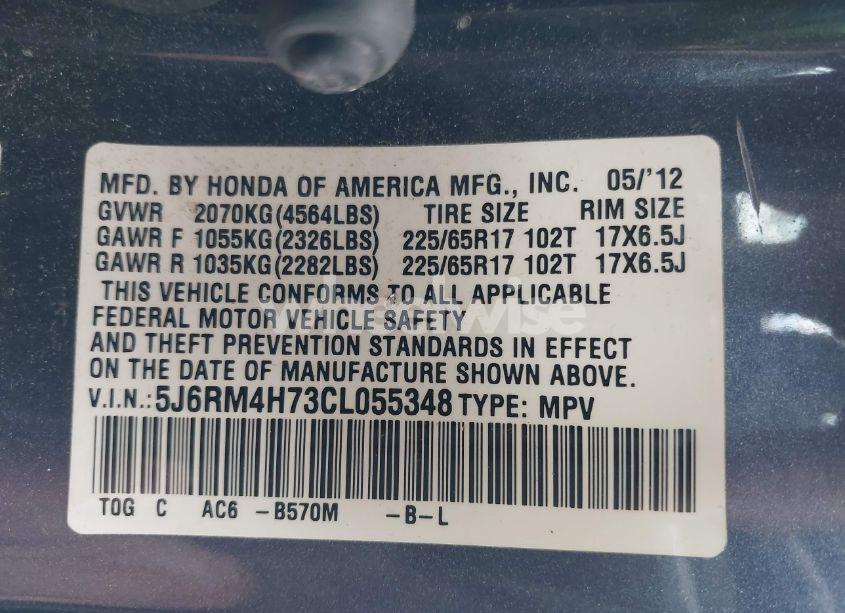 MFD. BY HONDA OF AMERICA MFG., INC. 05/'12
GVWR 2070KG(4564LBS) TIRE SIZE RIM SIZE
GAWR F 1055KG(2326LBS) 225/65R17 102T 17X6.5J
GAWR R 1035KG(2282LBS) 225/65R17 102T 17X6.5J
THIS VEHICLE CONFORMS TO ALL APPLICABLE
FEDERAL MOTOR VEHICLE SAFETY
AND THEFT PREVENTION STANDARDS IN EFFECT
ON THE DATE OF MANUFACTURE SHOWN ABOVE.
V.I.N.: 5J6RM4H73CL055348 TYPE: MPV
TOG C AC6 -B570M -B-L